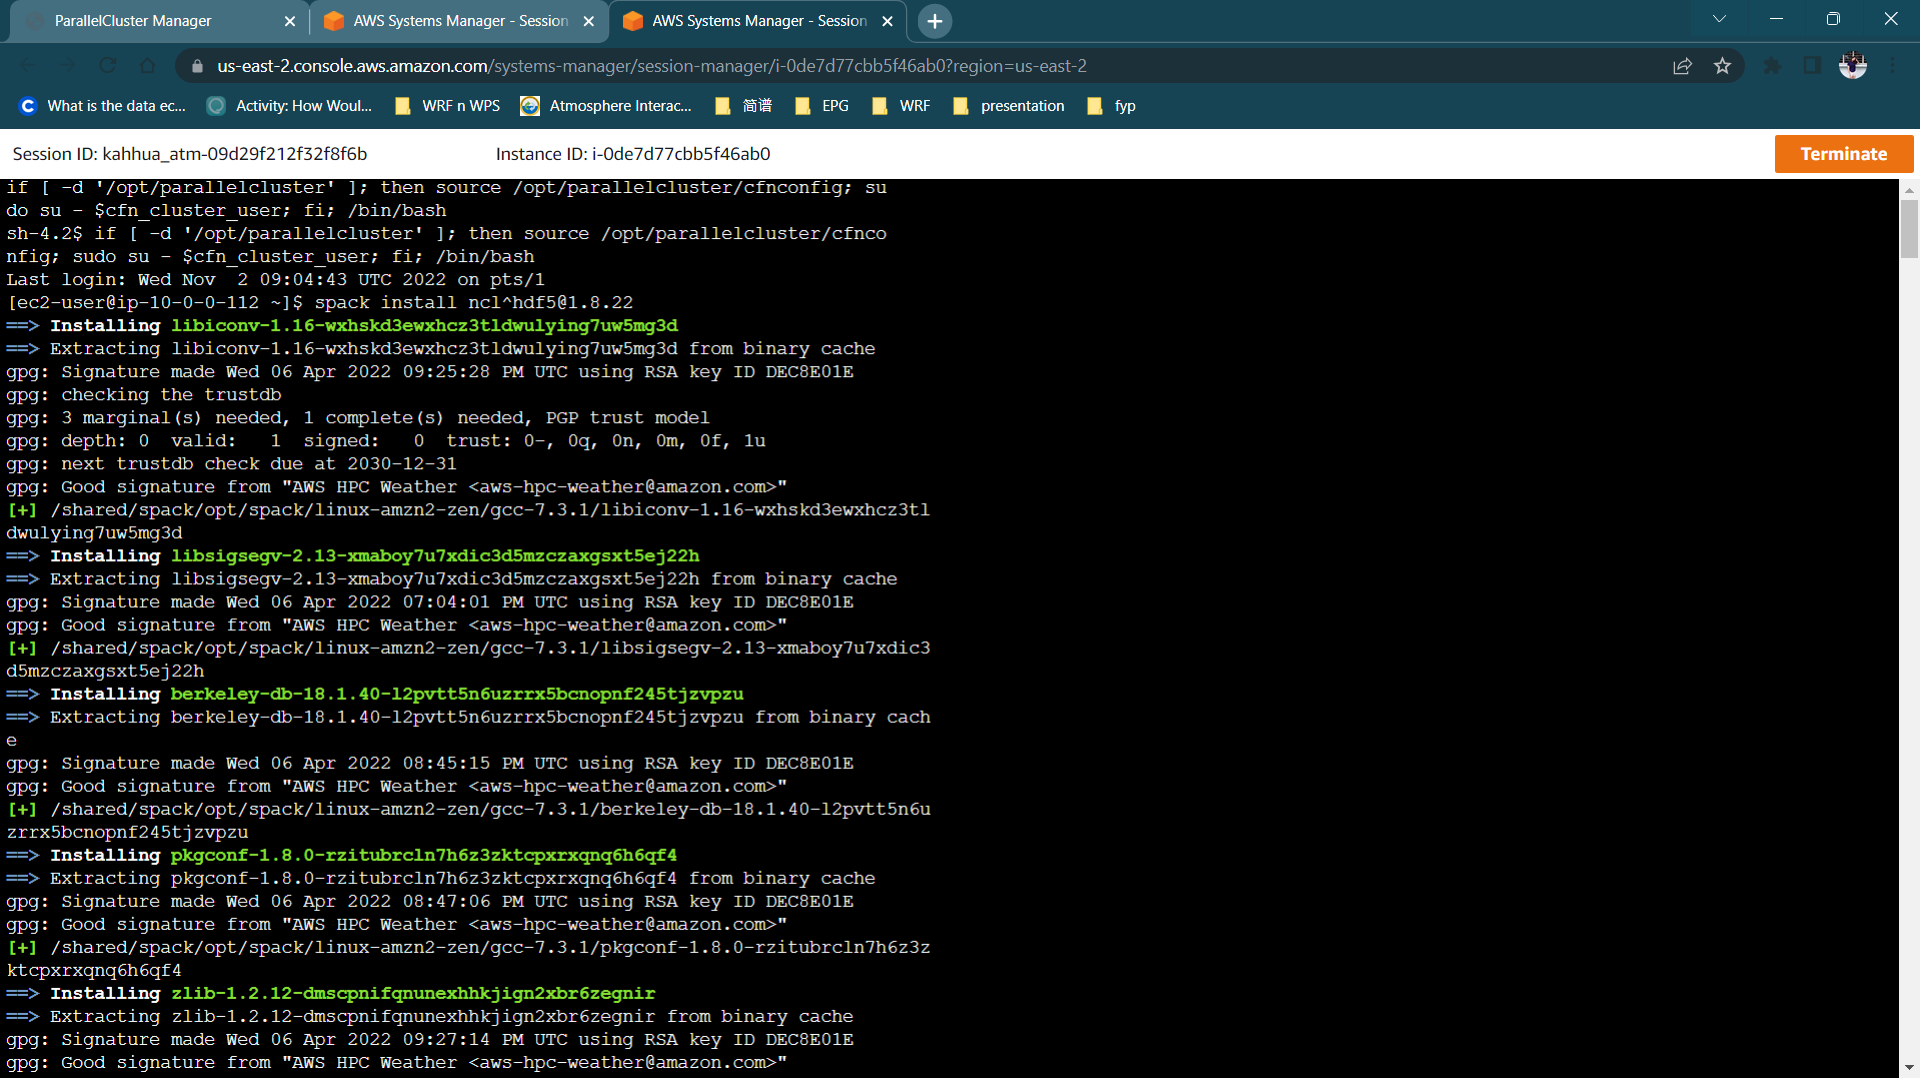 ParallelCluster Manager
AWS Systems Manager - Session
AWS Systems Manager - Session
us-east-2.console.aws.amazon.com/systems-manager/session-manager/i-0de7d77cbb5f46ab0?region=us-east-2
What is the data ec...
Activity: How Woul...
WRF n WPS
Atmosphere Interac...
简谱
EPG
WRF
presentation
fyp
Session ID: kahhua_atm-09d29f212f32f8f6b
Instance ID: i-0de7d77cbb5f46ab0
Terminate
if [ -d '/opt/parallelcluster' ]; then source /opt/parallelcluster/cfnconfig; su
do su - $cfn_cluster_user; fi; /bin/bash
sh-4.2$ if [ -d '/opt/parallelcluster' ]; then source /opt/parallelcluster/cfnco
nfig; sudo su - $cfn_cluster_user; fi; /bin/bash
Last login: Wed Nov  2 09:04:43 UTC 2022 on pts/1
[ec2-user@ip-10-0-0-112 ~]$ spack install ncl^hdf5@1.8.22
==> Installing libiconv-1.16-wxhskd3ewxhcz3tldwulying7uw5mg3d
==> Extracting libiconv-1.16-wxhskd3ewxhcz3tldwulying7uw5mg3d from binary cache
gpg: Signature made Wed 06 Apr 2022 09:25:28 PM UTC using RSA key ID DEC8E01E
gpg: checking the trustdb
gpg: 3 marginal(s) needed, 1 complete(s) needed, PGP trust model
gpg: depth: 0  valid:   1  signed:   0  trust: 0-, 0q, 0n, 0m, 0f, 1u
gpg: next trustdb check due at 2030-12-31
gpg: Good signature from "AWS HPC Weather <aws-hpc-weather@amazon.com>"
[+] /shared/spack/opt/spack/linux-amzn2-zen/gcc-7.3.1/libiconv-1.16-wxhskd3ewxhcz3tl
dwulying7uw5mg3d
==> Installing libsigsegv-2.13-xmaboy7u7xdic3d5mzczaxgsxt5ej22h
==> Extracting libsigsegv-2.13-xmaboy7u7xdic3d5mzczaxgsxt5ej22h from binary cache
gpg: Signature made Wed 06 Apr 2022 07:04:01 PM UTC using RSA key ID DEC8E01E
gpg: Good signature from "AWS HPC Weather <aws-hpc-weather@amazon.com>"
[+] /shared/spack/opt/spack/linux-amzn2-zen/gcc-7.3.1/libsigsegv-2.13-xmaboy7u7xdic3
d5mzczaxgsxt5ej22h
==> Installing berkeley-db-18.1.40-l2pvtt5n6uzrrx5bcnopnf245tjzvpzu
==> Extracting berkeley-db-18.1.40-l2pvtt5n6uzrrx5bcnopnf245tjzvpzu from binary cach
e
gpg: Signature made Wed 06 Apr 2022 08:45:15 PM UTC using RSA key ID DEC8E01E
gpg: Good signature from "AWS HPC Weather <aws-hpc-weather@amazon.com>"
[+] /shared/spack/opt/spack/linux-amzn2-zen/gcc-7.3.1/berkeley-db-18.1.40-l2pvtt5n6u
zrrx5bcnopnf245tjzvpzu
==> Installing pkgconf-1.8.0-rzitubrcln7h6z3zktcpxrxqnq6h6qf4
==> Extracting pkgconf-1.8.0-rzitubrcln7h6z3zktcpxrxqnq6h6qf4 from binary cache
gpg: Signature made Wed 06 Apr 2022 08:47:06 PM UTC using RSA key ID DEC8E01E
gpg: Good signature from "AWS HPC Weather <aws-hpc-weather@amazon.com>"
[+] /shared/spack/opt/spack/linux-amzn2-zen/gcc-7.3.1/pkgconf-1.8.0-rzitubrcln7h6z3z
ktcpxrxqnq6h6qf4
==> Installing zlib-1.2.12-dmscpnifqnunexhhkjign2xbr6zegnir
==> Extracting zlib-1.2.12-dmscpnifqnunexhhkjign2xbr6zegnir from binary cache
gpg: Signature made Wed 06 Apr 2022 09:27:14 PM UTC using RSA key ID DEC8E01E
gpg: Good signature from "AWS HPC Weather <aws-hpc-weather@amazon.com>"